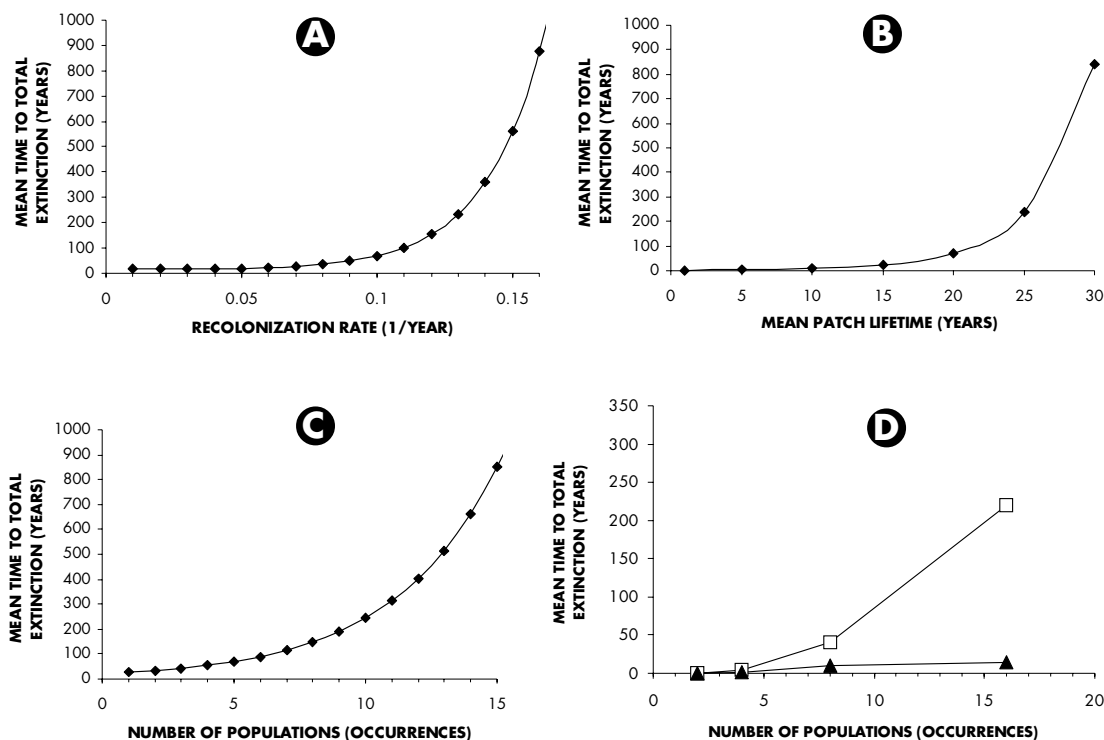 A
MEAN TIME TO TOTAL
EXTINCTION (YEARS)
1000
900
800
700
600
500
400
300
200
100
0
0 0.05 0.1 0.15
RECOLONIZATION RATE (1/YEAR)
B
MEAN TIME TO TOTAL
EXTINCTION (YEARS)
1000
900
800
700
600
500
400
300
200
100
0
0 5 10 15 20 25 30
MEAN PATCH LIFETIME (YEARS)
C
MEAN TIME TO TOTAL
EXTINCTION (YEARS)
1000
900
800
700
600
500
400
300
200
100
0
0 5 10 15
NUMBER OF POPULATIONS (OCCURRENCES)
D
MEAN TIME TO TOTAL
EXTINCTION (YEARS)
350
300
250
200
150
100
50
0
0 5 10 15 20
NUMBER OF POPULATIONS (OCCURRENCES)